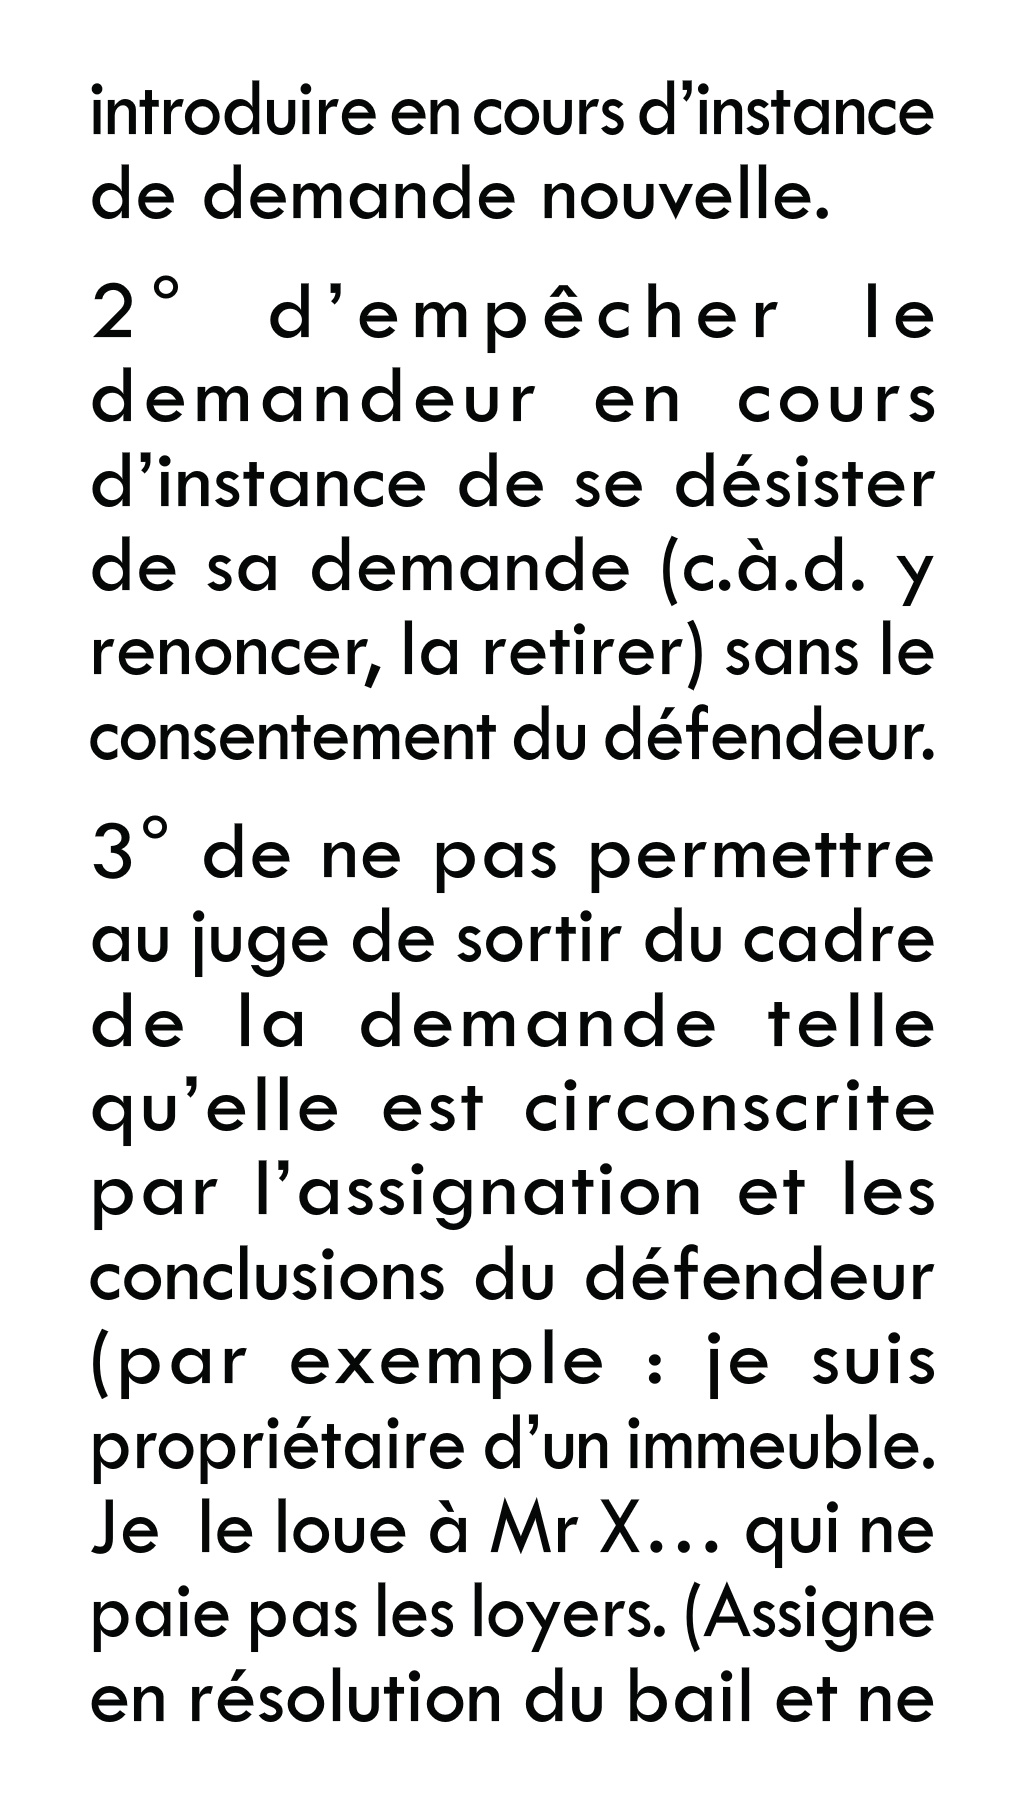 introduire en cours d’instance
de demande nouvelle.
2° d’empêcher le
demandeur en cours
d’instance de se désister
de sa demande (c.à.d. y
renoncer, la retirer) sans le
consentement du défendeur.
3° de ne pas permettre
au juge de sortir du cadre
de la demande telle
qu’elle est circonscrite
par l’assignation et les
conclusions du défendeur
(par exemple : je suis
propriétaire d’un immeuble.
Je le loue à Mr X… qui ne
paie pas les loyers. (Assigne
en résolution du bail et ne